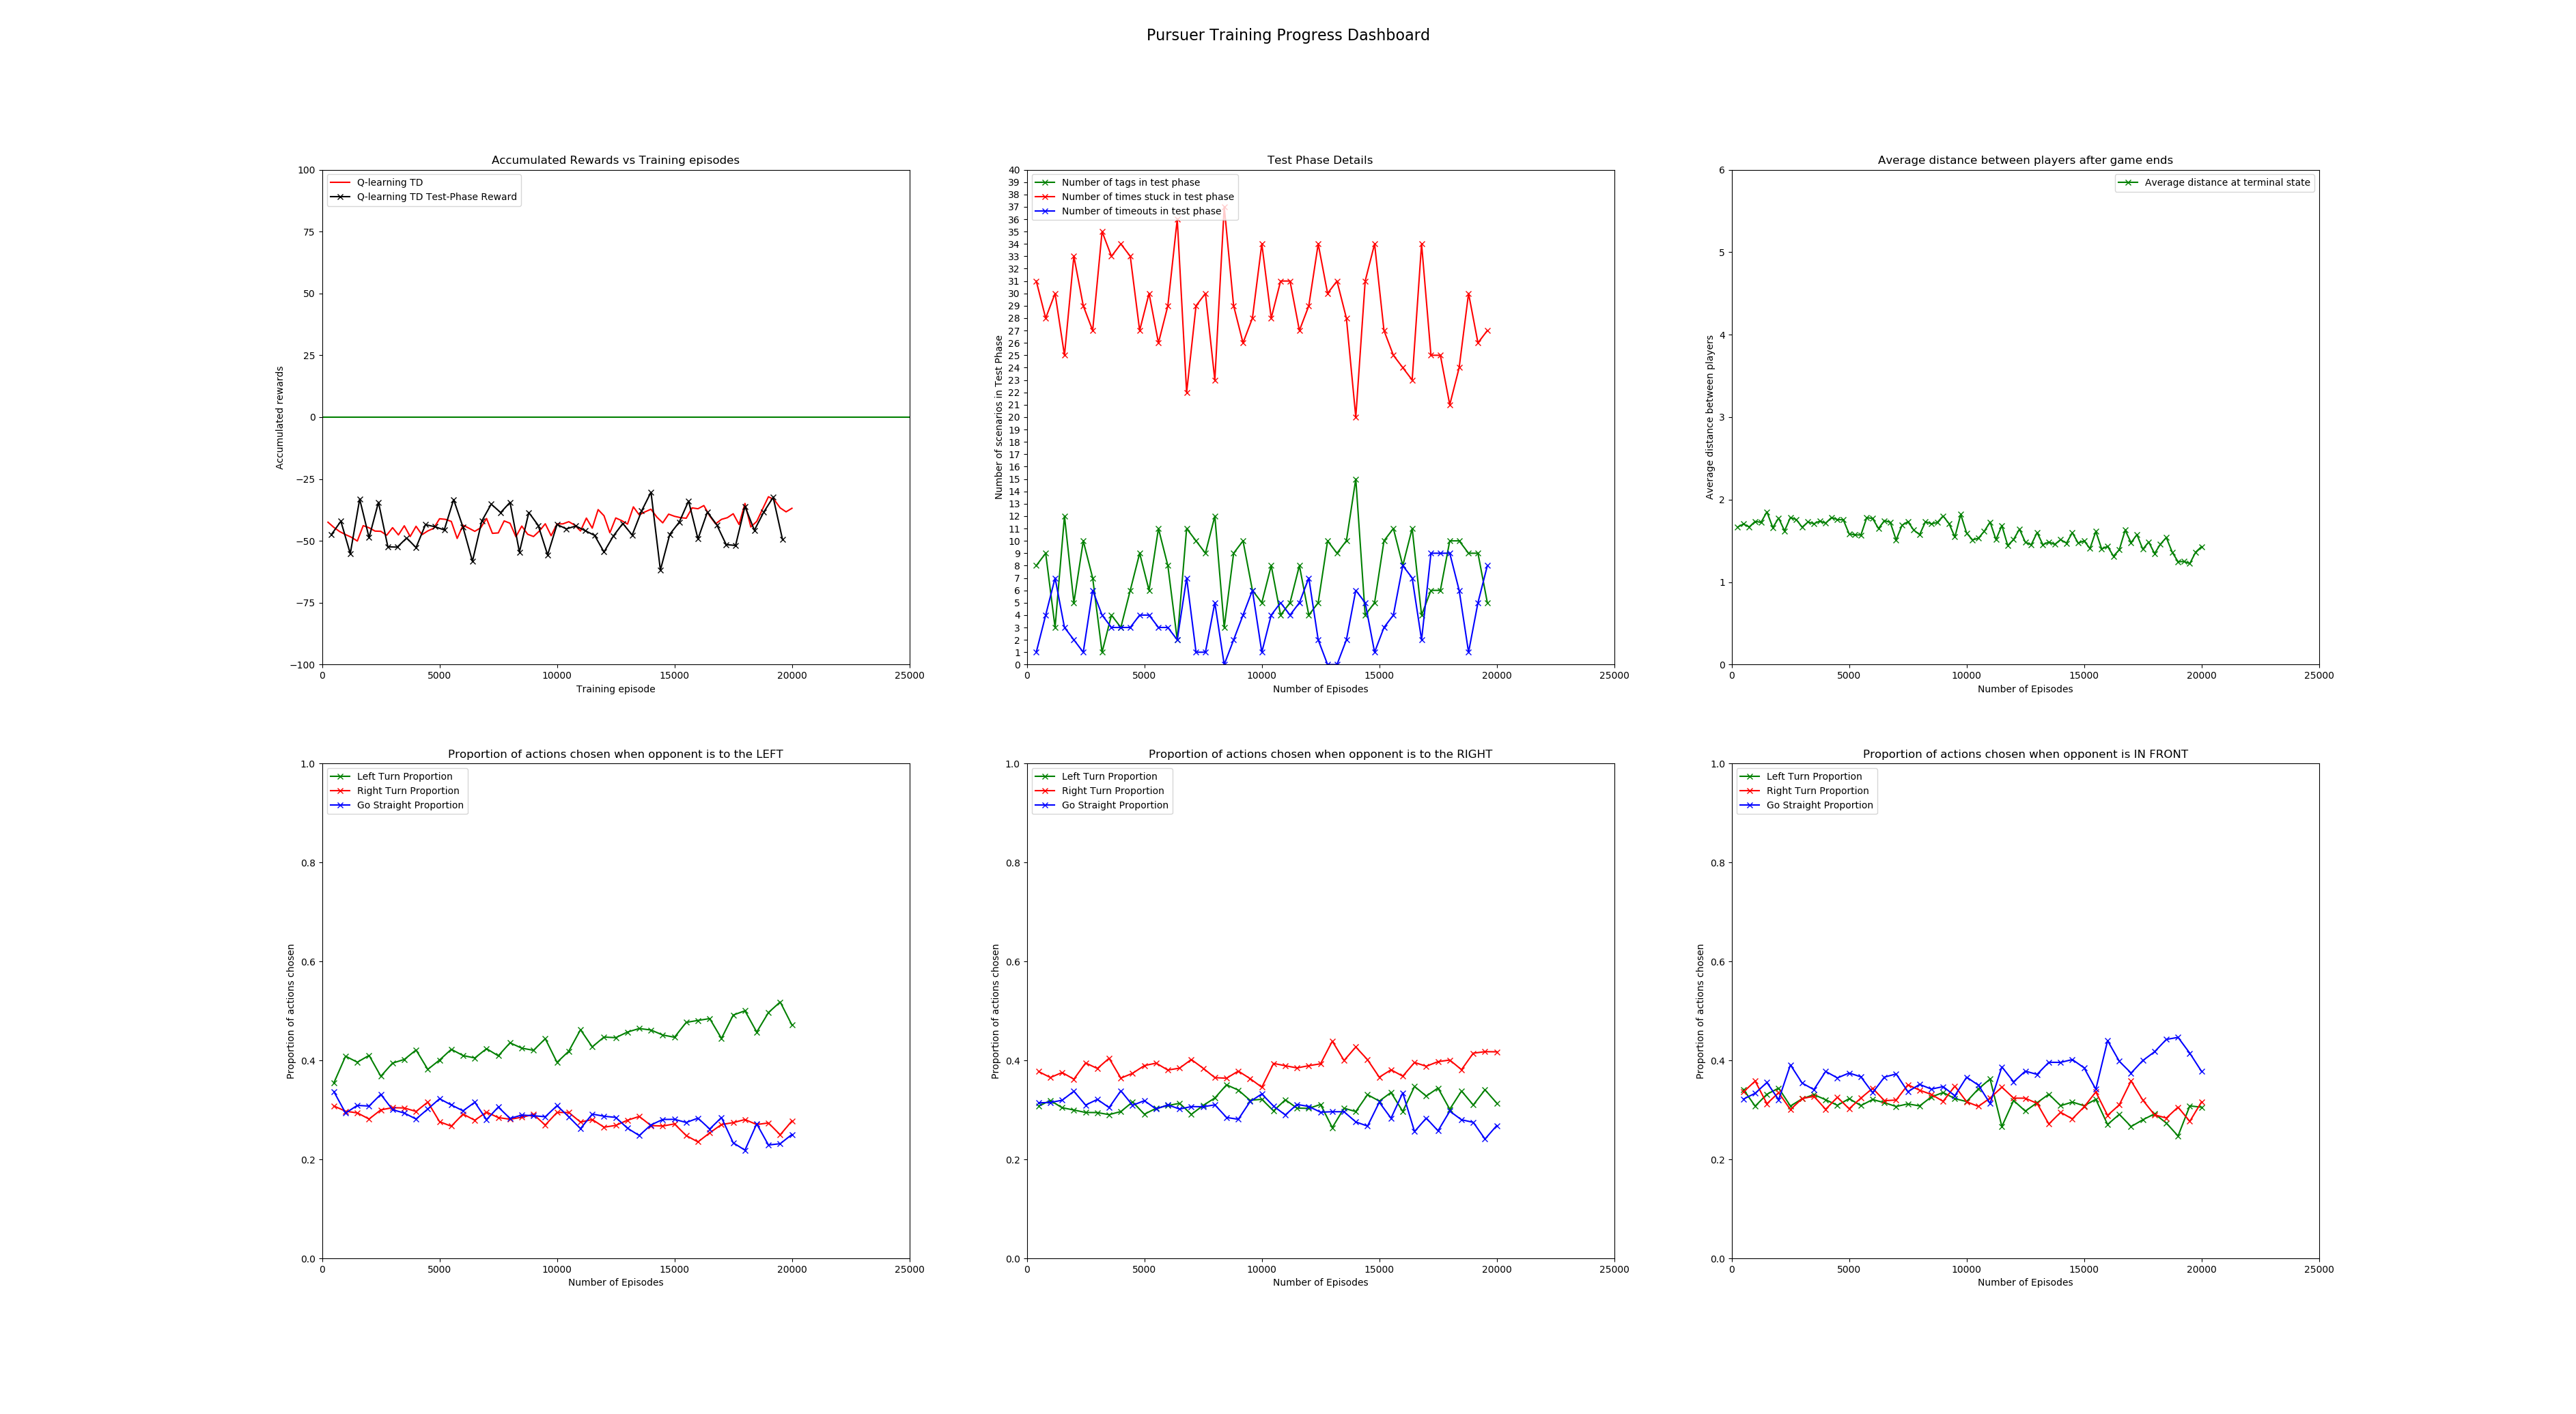 Pursuer Training Progress Dashboard
Accumulated Rewards vs Training episodes
Q-learning TD
Q-learning TD Test-Phase Reward
Accumulated rewards
100
75
50
25
0
−25
−50
−75
−100
0 5000 10000 15000 20000 25000
Training episode
Test Phase Details
Number of tags in test phase
Number of times stuck in test phase
Number of timeouts in test phase
Number of scenarios in Test Phase
40
39
38
37
36
35
34
33
32
31
30
29
28
27
26
25
24
23
22
21
20
19
18
17
16
15
14
13
12
11
10
9
8
7
6
5
4
3
2
1
0
0 5000 10000 15000 20000 25000
Number of Episodes
Average distance between players after game ends
Average distance at terminal state
Average distance between players
6
5
4
3
2
1
0
0 5000 10000 15000 20000 25000
Number of Episodes
Proportion of actions chosen when opponent is to the LEFT
Left Turn Proportion
Right Turn Proportion
Go Straight Proportion
Proportion of actions chosen
1.0
0.8
0.6
0.4
0.2
0.0
0 5000 10000 15000 20000 25000
Number of Episodes
Proportion of actions chosen when opponent is to the RIGHT
Left Turn Proportion
Right Turn Proportion
Go Straight Proportion
Proportion of actions chosen
1.0
0.8
0.6
0.4
0.2
0.0
0 5000 10000 15000 20000 25000
Number of Episodes
Proportion of actions chosen when opponent is IN FRONT
Left Turn Proportion
Right Turn Proportion
Go Straight Proportion
Proportion of actions chosen
1.0
0.8
0.6
0.4
0.2
0.0
0 5000 10000 15000 20000 25000
Number of Episodes